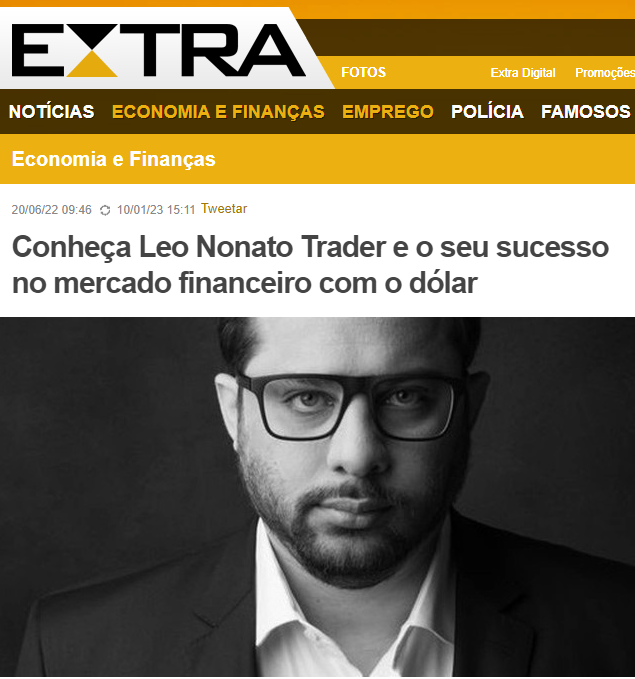 EXTRA
FOTOS
Extra Digital
Promoções
NOTÍCIAS ECONOMIA E FINANÇAS EMPREGO POLÍCIA FAMOSOS
Economia e Finanças
20/06/22 09:46 10/01/23 15:11 Tweetar
Conheça Leo Nonato Trader e o seu sucesso
no mercado financeiro com o dólar